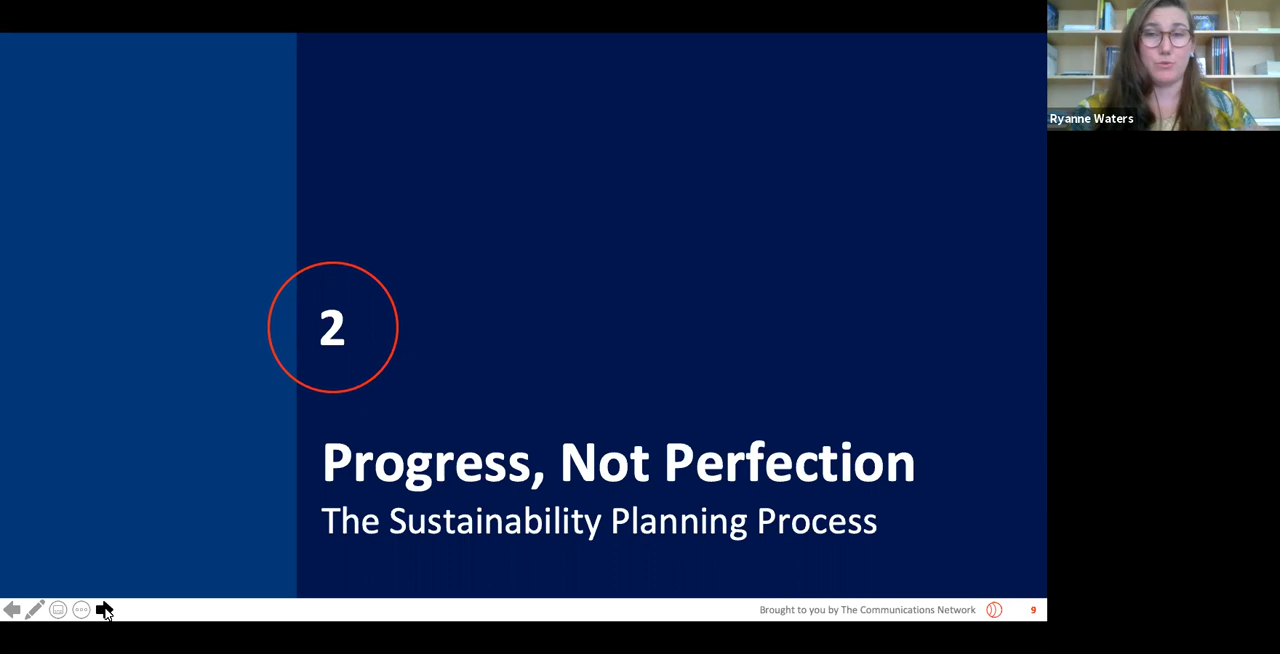 Ryanne Waters
2
Progress, Not Perfection
The Sustainability Planning Process
Brought to you by The Communications Network
9